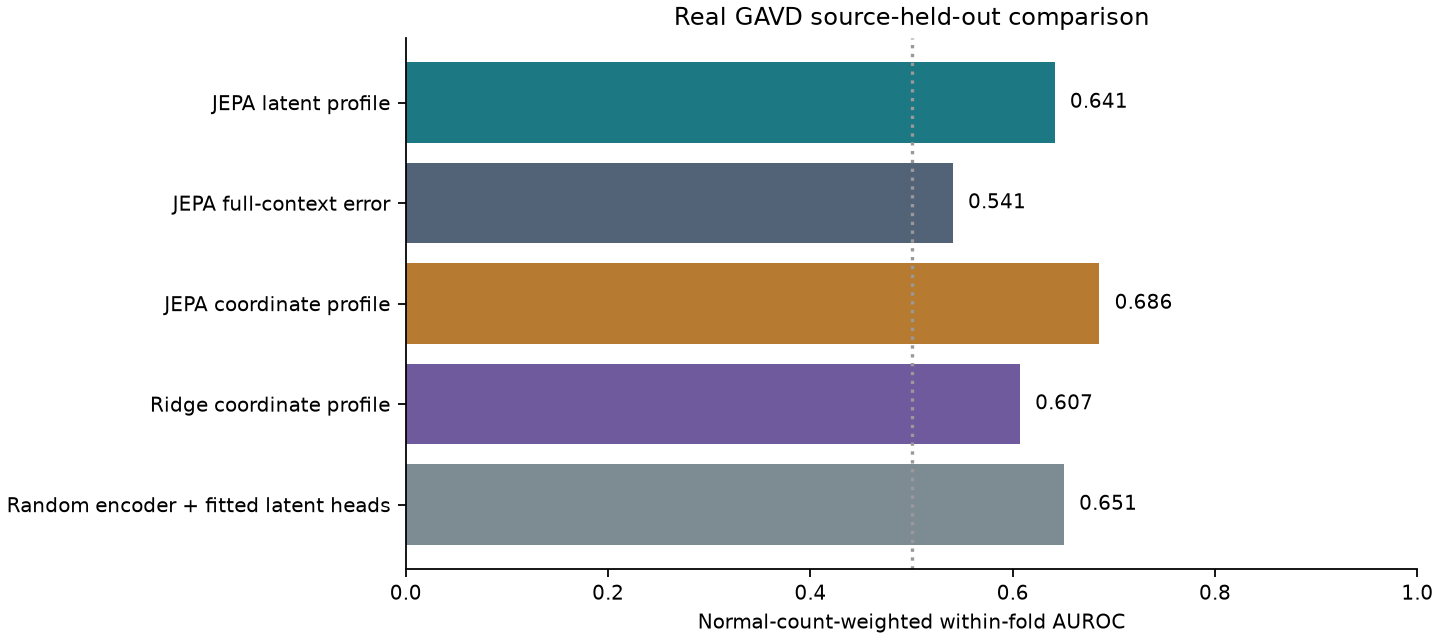 Real GAVD source-held-out comparison
JEPA latent profile
0.641
JEPA full-context error
0.541
JEPA coordinate profile
0.686
Ridge coordinate profile
0.607
Random encoder + fitted latent heads
0.651
0.0 0.2 0.4 0.6 0.8 1.0
Normal-count-weighted within-fold AUROC